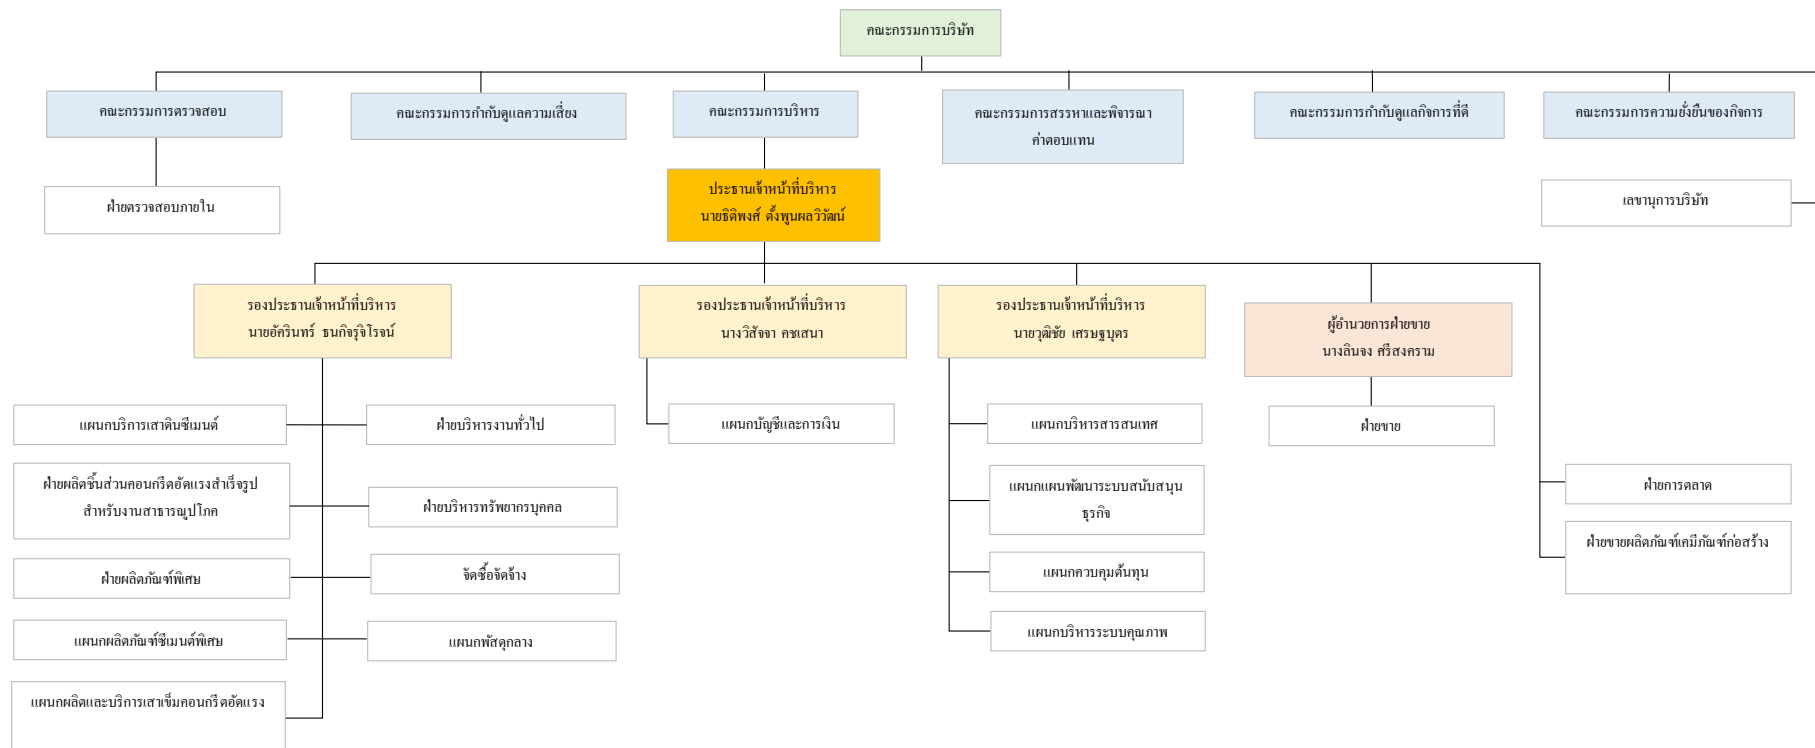 คณะกรรมการบริษัท
คณะกรรมการตรวจสอบ
คณะกรรมการกำกับดูแลความเสี่ยง
คณะกรรมการบริหาร
คณะกรรมการสรรหาและพิจารณา
ค่าตอบแทน
คณะกรรมการกำกับดูแลกิจการที่ดี
คณะกรรมการความยั่งยืนของกิจการ
ฝ่ายตรวจสอบภายใน
ประธานเจ้าหน้าที่บริหาร
นายธิติพงศ์ ตั้งพูนผลวิวัฒน์
เลขานุการบริษัท
รองประธานเจ้าหน้าที่บริหาร
นายอัครินทร์ ธนกิจรุจิโรจน์
รองประธานเจ้าหน้าที่บริหาร
นางวิสัจจา คชเสนา
รองประธานเจ้าหน้าที่บริหาร
นายวุฒิชัย เศรษฐบุตร
ผู้อำนวยการฝ่ายขาย
นางลินจง ศรีสงคราม
แผนกบริการเสาดินซีเมนต์
ฝ่ายบริหารงานทั่วไป
ฝ่ายผลิตชิ้นส่วนคอนกรีตอัดแรงสำเร็จรูป
สำหรับงานสาธารณูปโภค
ฝ่ายบริหารทรัพยากรบุคคล
ฝ่ายผลิตภัณฑ์พิเศษ
จัดซื้อจัดจ้าง
แผนกผลิตภัณฑ์ซีเมนต์พิเศษ
แผนกพัสดุกลาง
แผนกผลิตและบริการเสาเข็มคอนกรีตอัดแรง
แผนกบัญชีและการเงิน
แผนกบริหารสารสนเทศ
แผนกแผนพัฒนาระบบสนับสนุน
ธุรกิจ
แผนกควบคุมต้นทุน
แผนกบริหารระบบคุณภาพ
ฝ่ายขาย
ฝ่ายการตลาด
ฝ่ายขายผลิตภัณฑ์เคมีภัณฑ์ก่อสร้าง